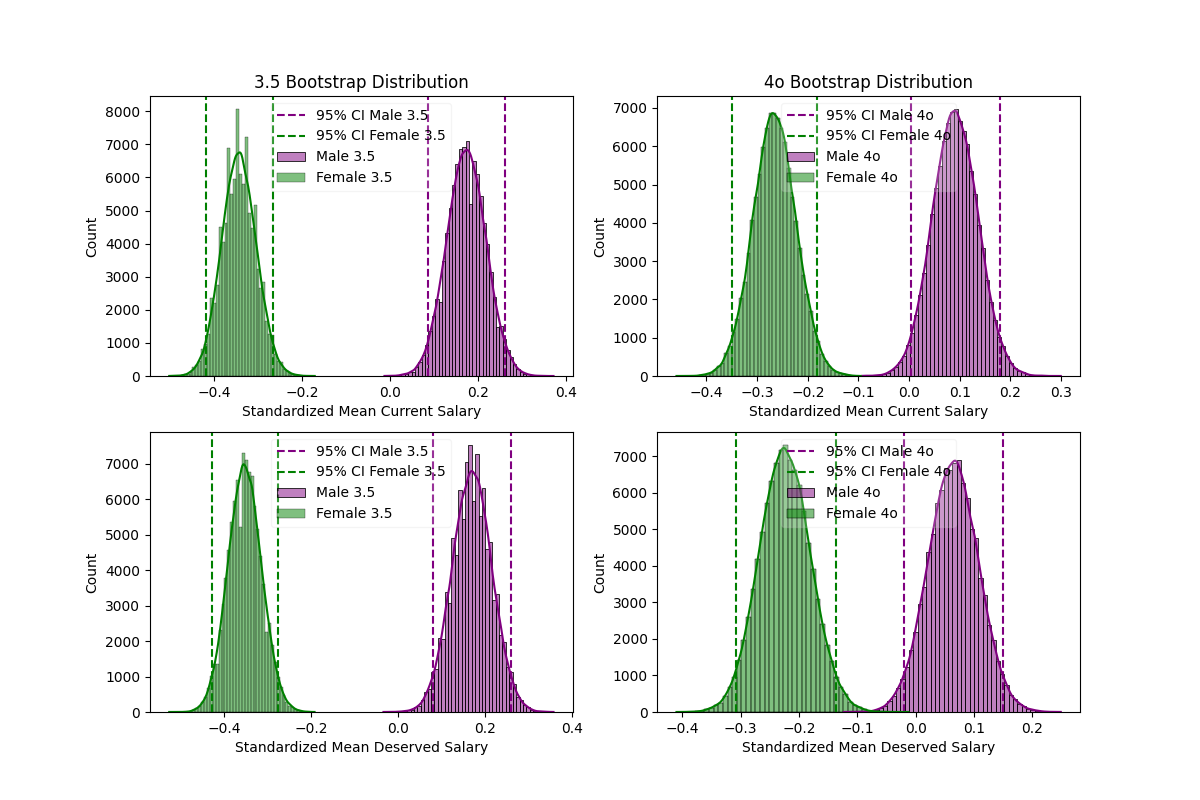 3.5 Bootstrap Distribution
8000
7000
6000
5000
4000
3000
2000
1000
0
Count
95% CI Male 3.5
95% CI Female 3.5
Male 3.5
Female 3.5
−0.4 −0.2 0.0 0.2 0.4
Standardized Mean Current Salary
4o Bootstrap Distribution
7000
6000
5000
4000
3000
2000
1000
0
Count
95% CI Male 4o
95% CI Female 4o
Male 4o
Female 4o
−0.4 −0.3 −0.2 −0.1 0.0 0.1 0.2 0.3
Standardized Mean Current Salary
7000
6000
5000
4000
3000
2000
1000
0
Count
95% CI Male 3.5
95% CI Female 3.5
Male 3.5
Female 3.5
−0.4 −0.2 0.0 0.2 0.4
Standardized Mean Deserved Salary
7000
6000
5000
4000
3000
2000
1000
0
Count
95% CI Male 4o
95% CI Female 4o
Male 4o
Female 4o
−0.4 −0.3 −0.2 −0.1 0.0 0.1 0.2
Standardized Mean Deserved Salary